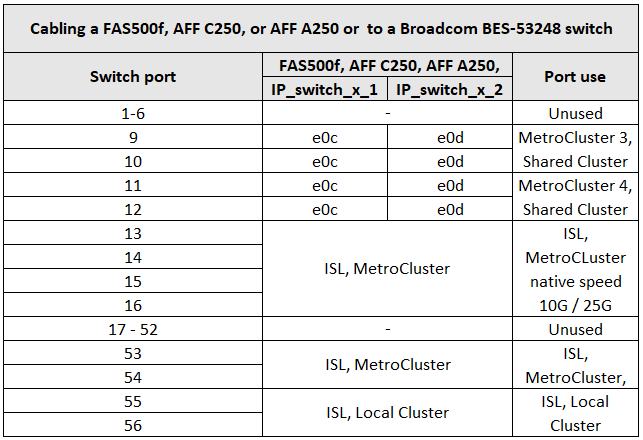 Cabling a FAS500f, AFF C250, or AFF A250 or to a Broadcom BES-53248 switch
Switch port
FAS500f, AFF C250, AFF A250,
Port use
IP_switch_x_1
IP_switch_x_2
1-6
-
Unused
9
e0c
e0d
MetroCluster 3,
10
e0c
e0d
Shared Cluster
11
e0c
e0d
MetroCluster 4,
12
e0c
e0d
Shared Cluster
13
14
15
16
ISL, MetroCluster
ISL,
MetroCLuster
native speed
10G / 25G
17 - 52
-
Unused
53
54
ISL, MetroCluster
ISL,
MetroCluster,
55
56
ISL, Local Cluster
ISL, Local
Cluster